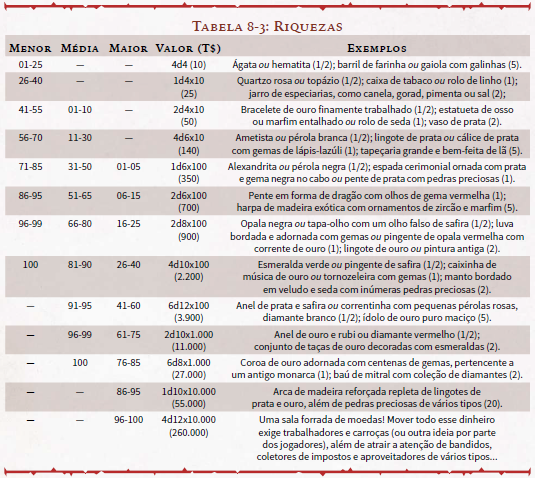 Tabela 8-3: Riquezas
Menor Média Maior Valor (T$) Exemplos
01-25 — — 4d4 (10) Ágata ou hematita (1/2); barril de farinha ou gaiola com galinhas (5).
26-40 — — 1d4x10 Quartzo rosa ou topázio (1/2); caixa de tabaco ou rolo de linho (1);
(25) jarro de especiarias, como canela, gorad, pimenta ou sal (2);
41-55 01-10 — 2d4x10 Bracelete de ouro finamente trabalhado (1/2); estatueta de osso
(50) ou marfim entalhado ou rolo de seda (1); vaso de prata (2).
56-70 11-30 — 4d6x10 Ametista ou pérola branca (1/2); lingote de prata ou cálice de prata
(140) com gemas de lápis-lazúli (1); tapeçaria grande e bem-feita de lã (5).
71-85 31-50 01-05 1d6x100 Alexandrita ou pérola negra (1/2); espada cerimonial ornada com prata
(350) e gema negra no cabo ou pente de prata com pedras preciosas (1).
86-95 51-65 06-15 2d6x100 Pente em forma de dragão com olhos de gema vermelha (1);
(700) harpa de madeira exótica com ornamentos de zircão e marfim (5).
96-99 66-80 16-25 2d8x100 Opala negra ou tapa-olho com um olho falso de safira (1/2); luva
(900) bordada e adornada com gemas ou pingente de opala vermelha com
corrente de ouro (1); lingote de ouro ou pintura antiga (2).
100 81-90 26-40 4d10x100 Esmeralda verde ou pingente de safira (1/2); caixinha de
(2.200) música de ouro ou tornozeleira com gemas (1); manto bordado
em veludo e seda com inúmeras pedras preciosas (2).
— 91-95 41-60 6d12x100 Anel de prata e safira ou correntinha com pequenas pérolas rosas,
(3.900) diamante branco (1/2); ídolo de ouro puro maciço (5).
— 96-99 61-75 2d10x1.000 Anel de ouro e rubi ou diamante vermelho (1/2);
(11.000) conjunto de taças de ouro decoradas com esmeraldas (2).
— 100 76-85 6d8x1.000 Coroa de ouro adornada com centenas de gemas, pertencente a
(27.000) um antigo monarca (1); baú de mitral com coleção de diamantes (2).
— — 86-95 1d10x10.000 Arca de madeira reforçada repleta de lingotes de
(55.000) prata e ouro, além de pedras preciosas de vários tipos (20).
— — 96-100 4d12x10.000 Uma sala forrada de moedas! Mover todo esse dinheiro
(260.000) exige trabalhadores e carroças (ou outra ideia por parte
dos jogadores), além de atrair a atenção de bandidos,
coletores de impostos e aproveitadores de vários tipos...